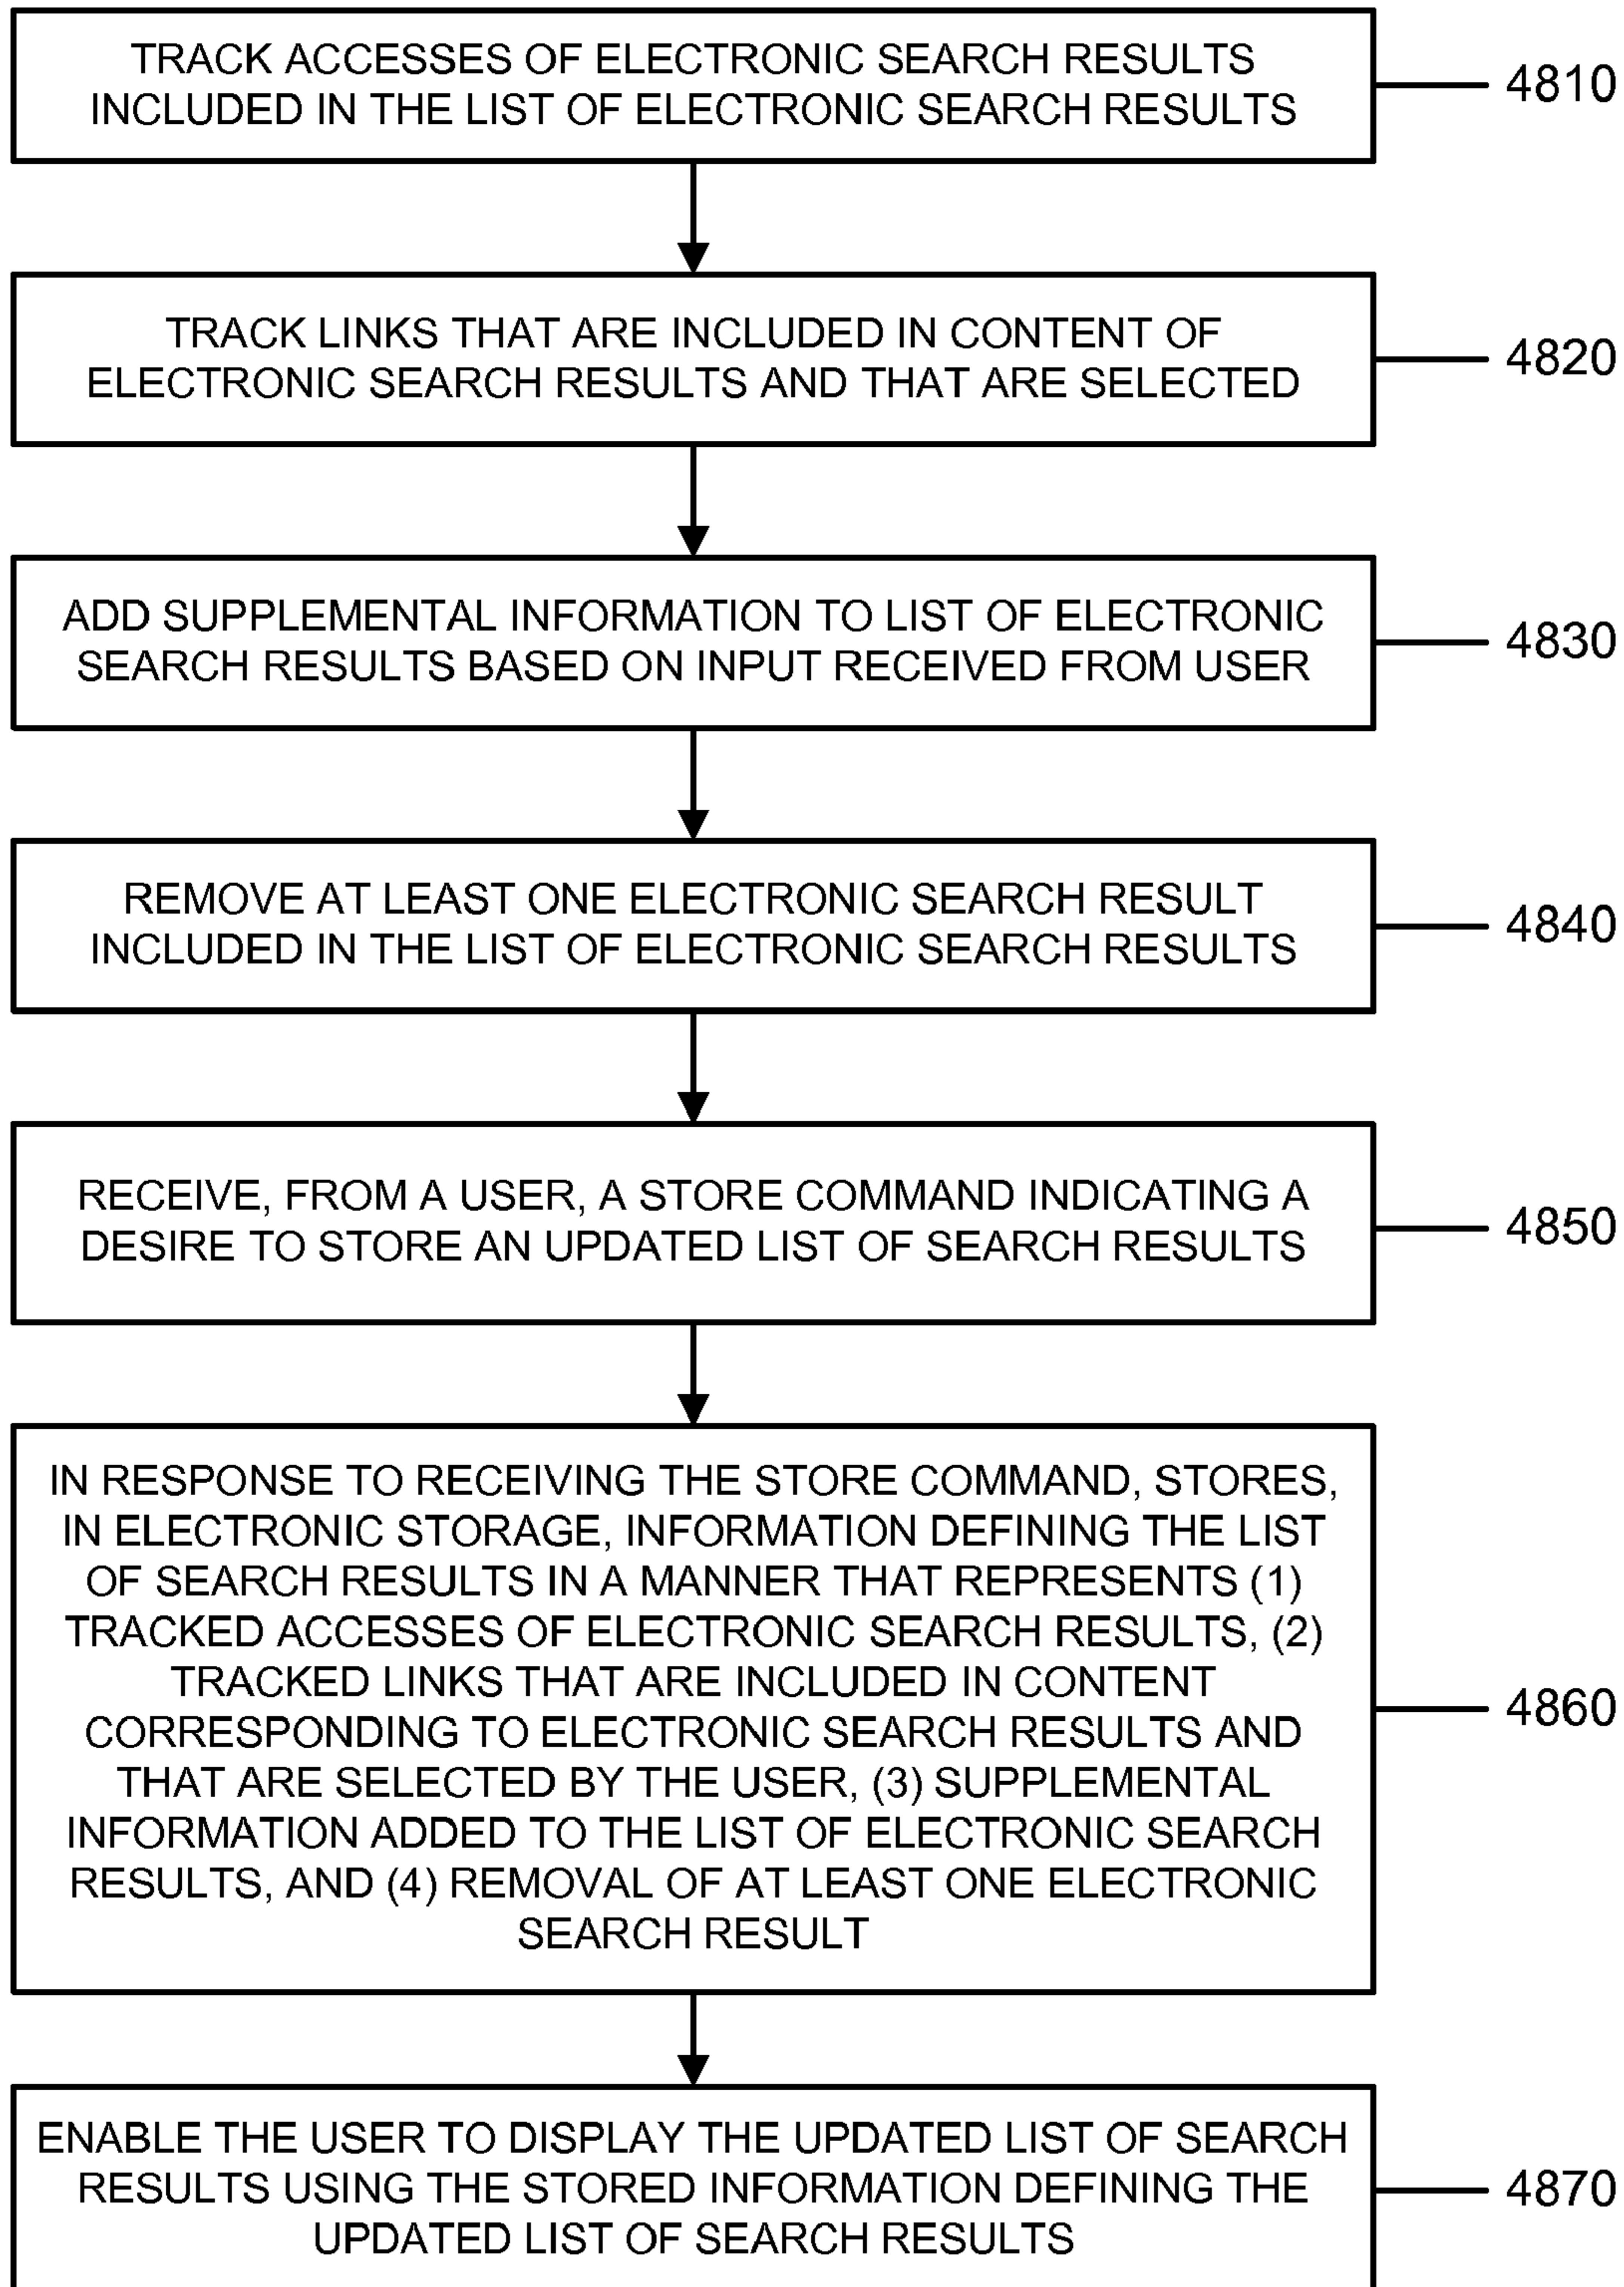 TRACK ACCESSES OF ELECTRONIC SEARCH RESULTS
INCLUDED IN THE LIST OF ELECTRONIC SEARCH RESULTS
4810
TRACK LINKS THAT ARE INCLUDED IN CONTENT OF
ELECTRONIC SEARCH RESULTS AND THAT ARE SELECTED
4820
ADD SUPPLEMENTAL INFORMATION TO LIST OF ELECTRONIC
SEARCH RESULTS BASED ON INPUT RECEIVED FROM USER
4830
REMOVE AT LEAST ONE ELECTRONIC SEARCH RESULT
INCLUDED IN THE LIST OF ELECTRONIC SEARCH RESULTS
4840
RECEIVE, FROM A USER, A STORE COMMAND INDICATING A
DESIRE TO STORE AN UPDATED LIST OF SEARCH RESULTS
4850
IN RESPONSE TO RECEIVING THE STORE COMMAND, STORES,
IN ELECTRONIC STORAGE, INFORMATION DEFINING THE LIST
OF SEARCH RESULTS IN A MANNER THAT REPRESENTS (1)
TRACKED ACCESSES OF ELECTRONIC SEARCH RESULTS, (2)
TRACKED LINKS THAT ARE INCLUDED IN CONTENT
CORRESPONDING TO ELECTRONIC SEARCH RESULTS AND
THAT ARE SELECTED BY THE USER, (3) SUPPLEMENTAL
INFORMATION ADDED TO THE LIST OF ELECTRONIC SEARCH
RESULTS, AND (4) REMOVAL OF AT LEAST ONE ELECTRONIC
SEARCH RESULT
4860
ENABLE THE USER TO DISPLAY THE UPDATED LIST OF SEARCH
RESULTS USING THE STORED INFORMATION DEFINING THE
UPDATED LIST OF SEARCH RESULTS
4870